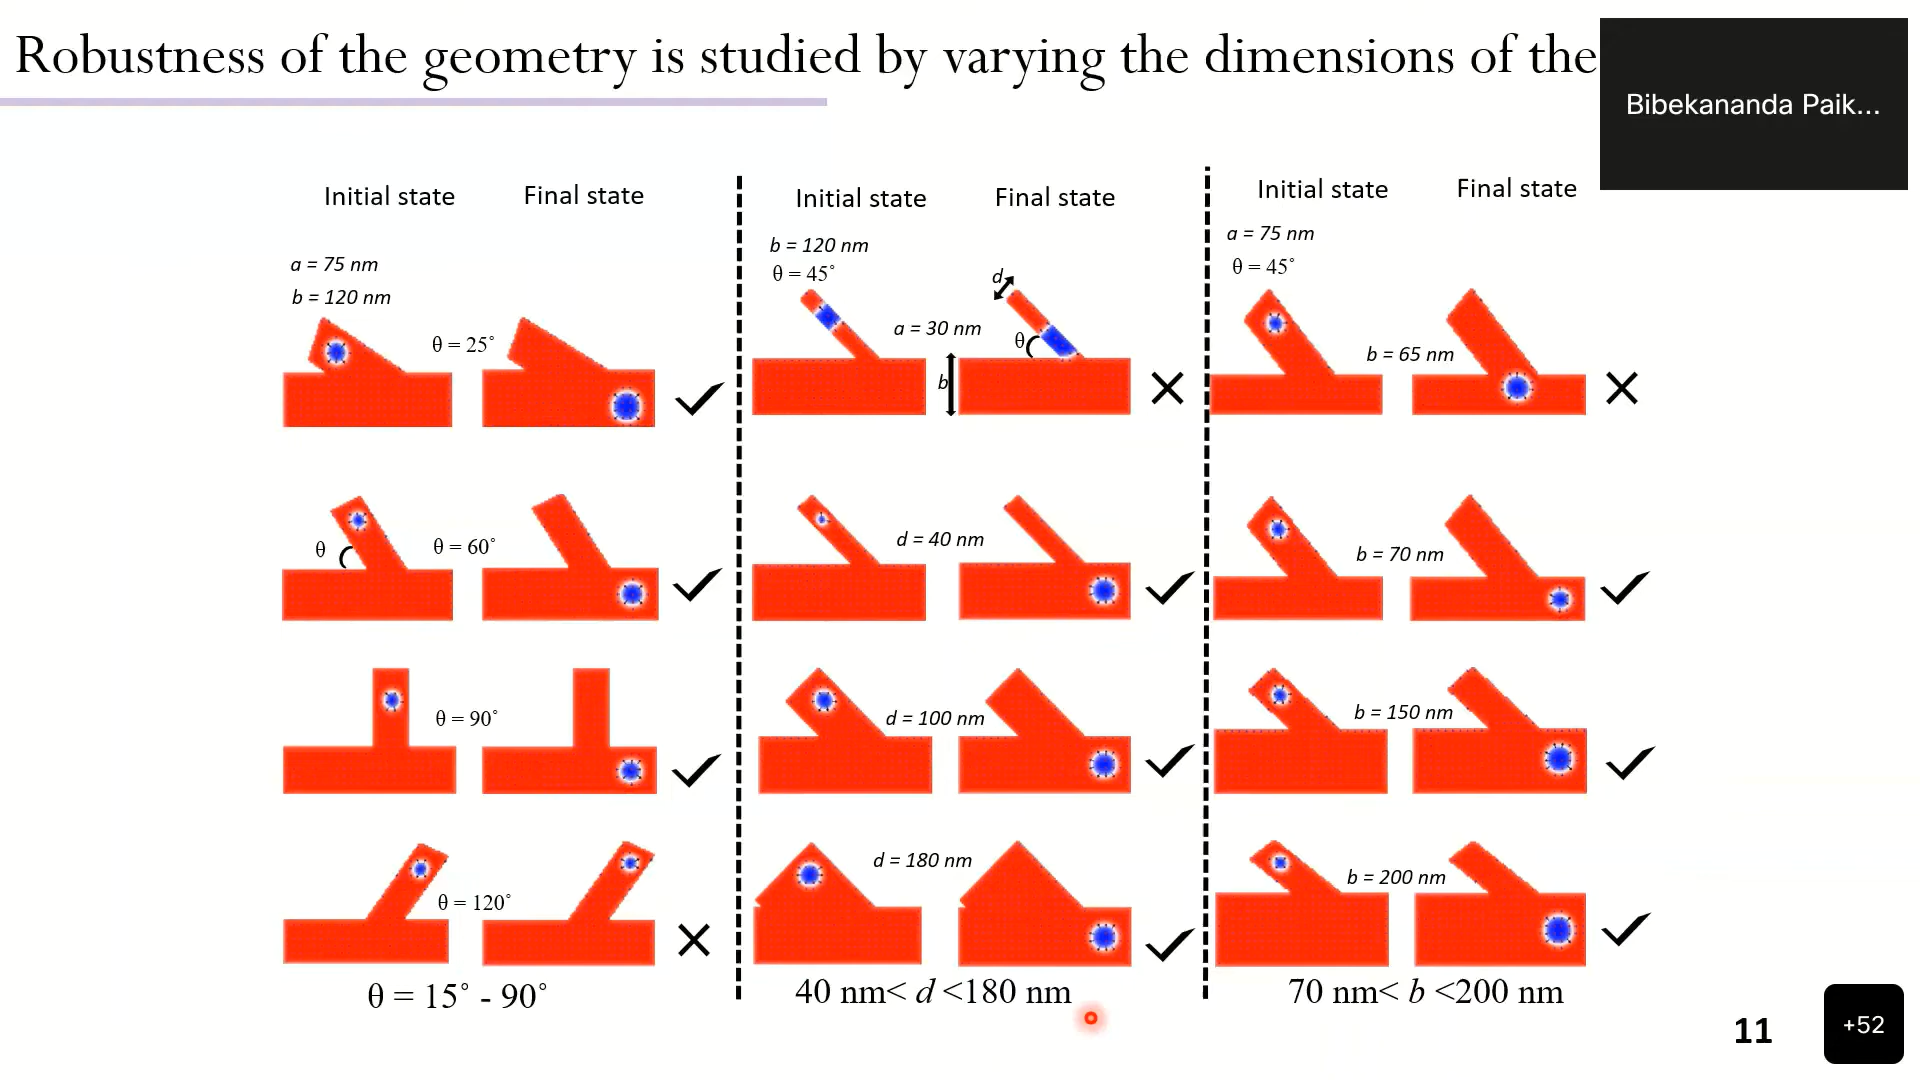 Robustness of the geometry is studied by varying the dimensions of the
Bibekananda Paik...
Initial state
Final state
a = 75 nm
b = 120 nm
θ = 25˚
θ
θ = 60˚
θ = 90˚
θ = 120˚
θ = 15˚ - 90˚
Initial state
Final state
b = 120 nm
θ = 45˚
d
a = 30 nm
θ
b
d = 40 nm
d = 100 nm
d = 180 nm
40 nm< d <180 nm
Initial state
Final state
a = 75 nm
θ = 45˚
b = 65 nm
b = 70 nm
b = 150 nm
b = 200 nm
70 nm< b <200 nm
11
+52